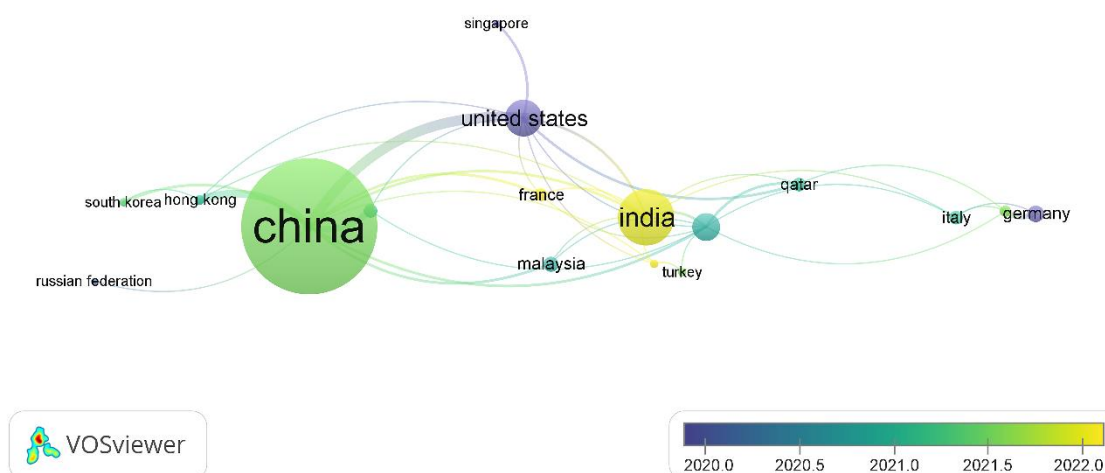 singapore
united states
south korea
hong kong
china
france
india
qatar
italy
germany
russian federation
malaysia
turkey
VOSviewer
2020.0 2020.5 2021.0 2021.5 2022.0